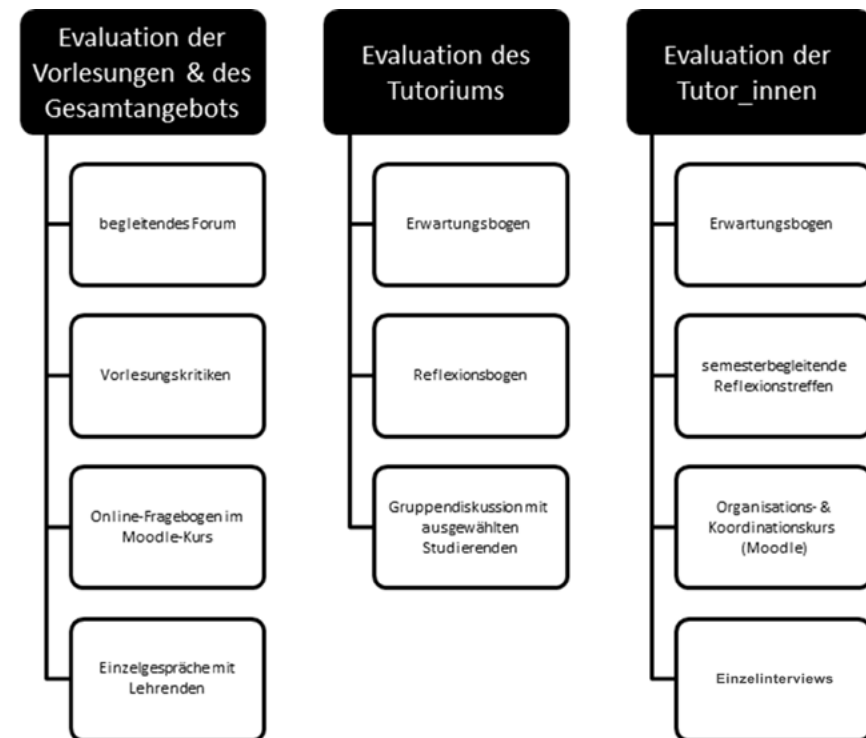 Evaluation der
Vorlesungen & des
Gesamtangebots
begleitendes Forum
Vorlesungskritiken
Online-Fragebogen im
Moodle-Kurs
Einzelgespräche mit
Lehrenden
Evaluation des
Tutoriums
Erwartungsbogen
Reflexionsbogen
Gruppendiskussion mit
ausgewählten
Studierenden
Evaluation der
Tutor_innen
Erwartungsbogen
semesterbegleitende
Reflexionstreffen
Organisations- &
Koordinationskurs
(Moodle)
Einzelinterviews